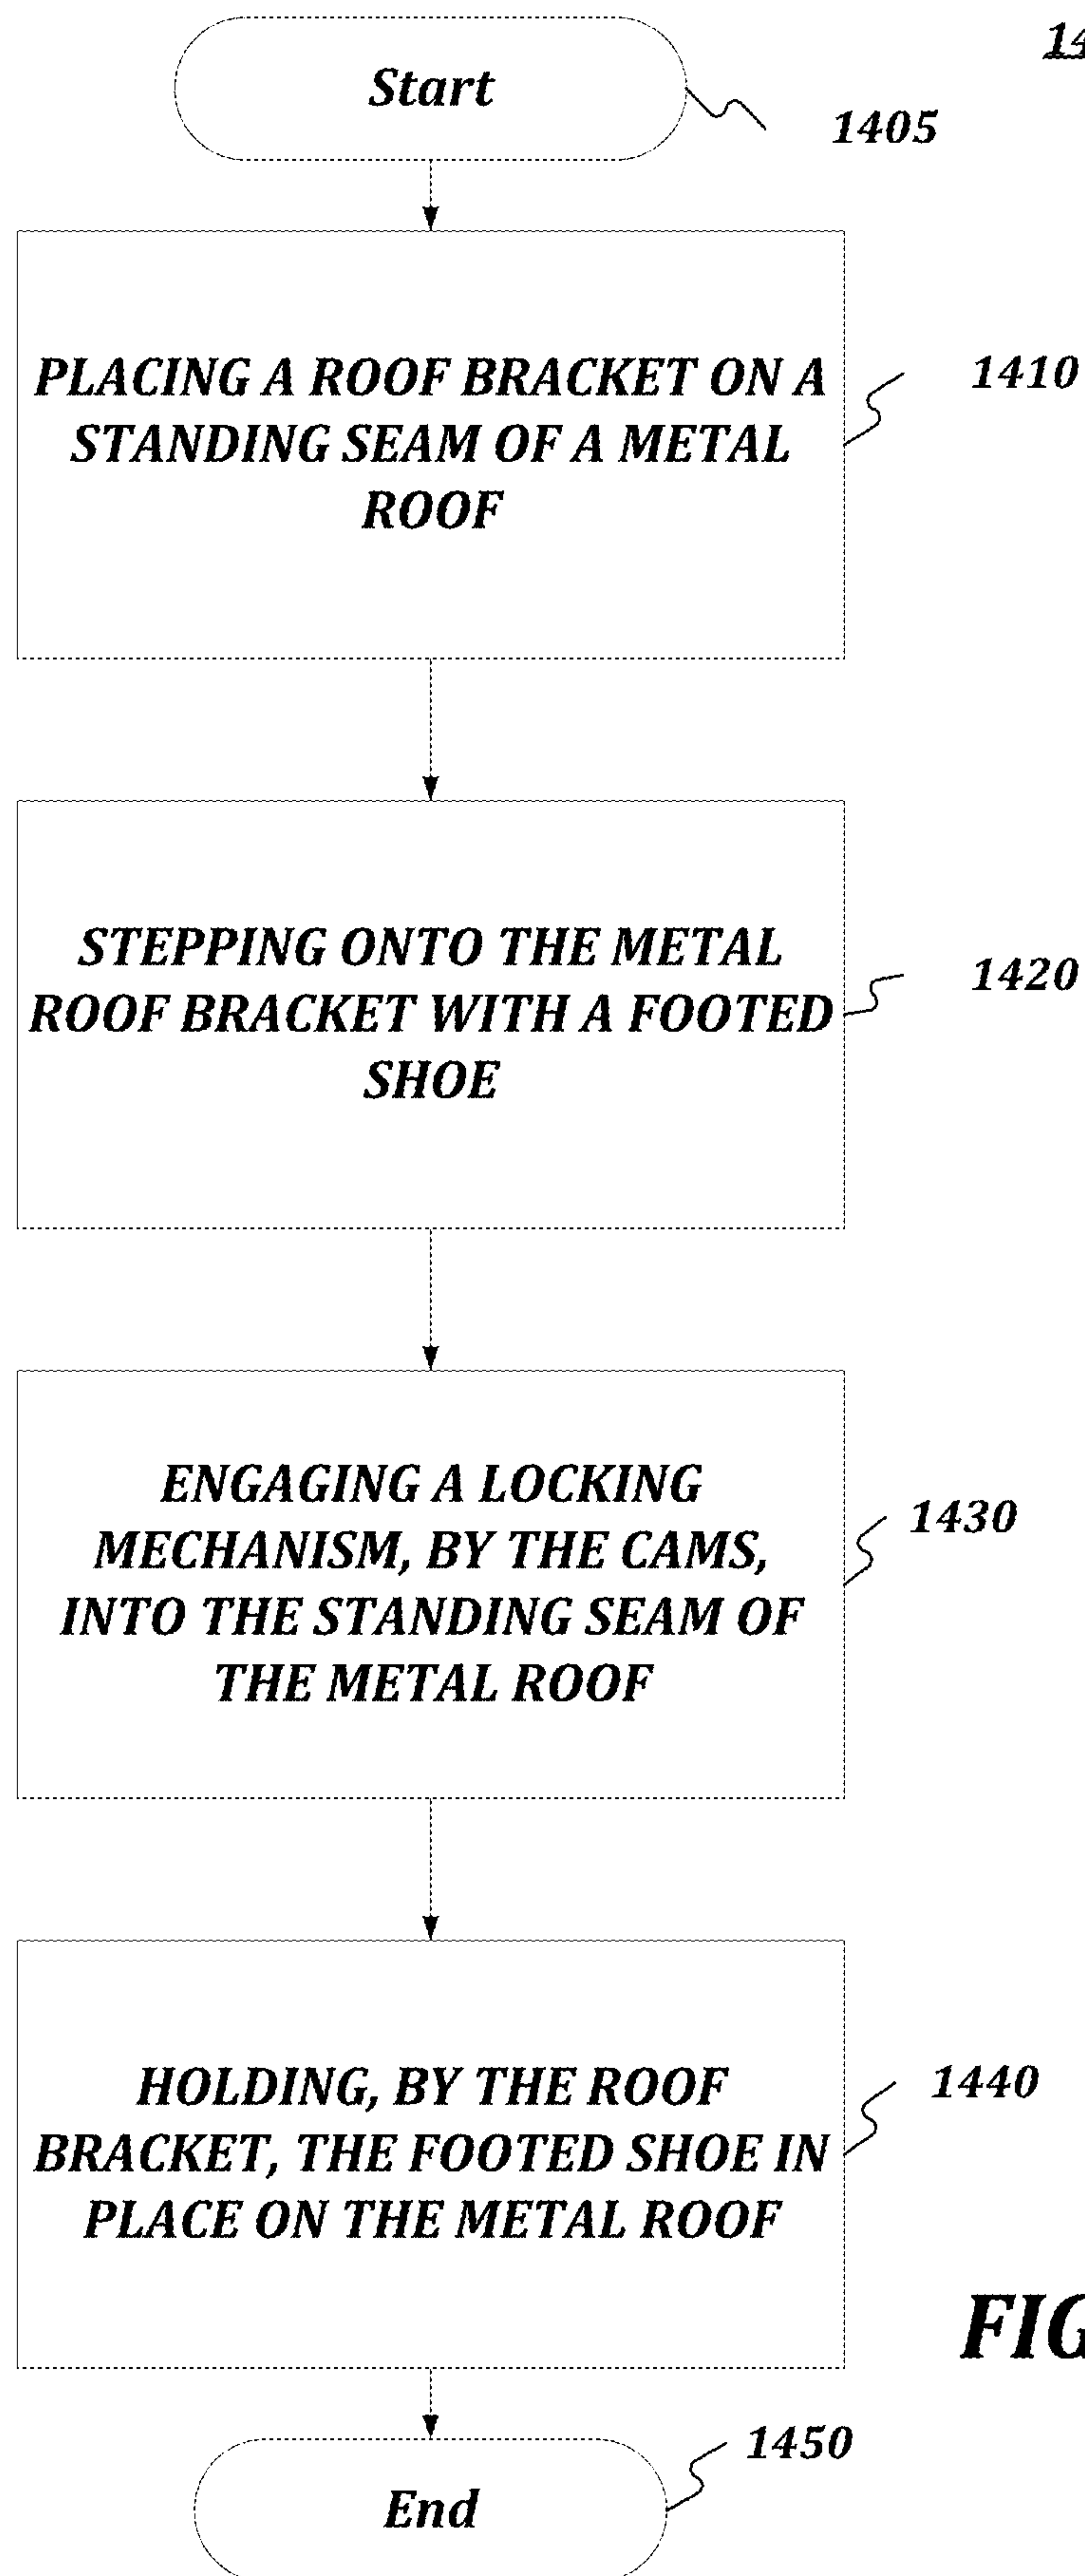 14
Start
1405
PLACING A ROOF BRACKET ON A
STANDING SEAM OF A METAL
ROOF
1410
STEPPING ONTO THE METAL
ROOF BRACKET WITH A FOOTED
SHOE
1420
ENGAGING A LOCKING
MECHANISM, BY THE CAMS,
INTO THE STANDING SEAM OF
THE METAL ROOF
1430
HOLDING, BY THE ROOF
BRACKET, THE FOOTED SHOE IN
PLACE ON THE METAL ROOF
1440
FIG
1450
End